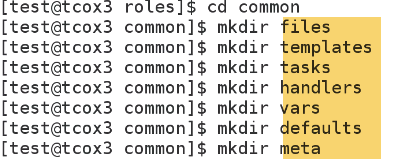 [test@tcox3 roles]$ cd common
[test@tcox3 common]$ mkdir files
[test@tcox3 common]$ mkdir templates
[test@tcox3 common]$ mkdir tasks
[test@tcox3 common]$ mkdir handlers
[test@tcox3 common]$ mkdir vars
[test@tcox3 common]$ mkdir defaults
[test@tcox3 common]$ mkdir meta